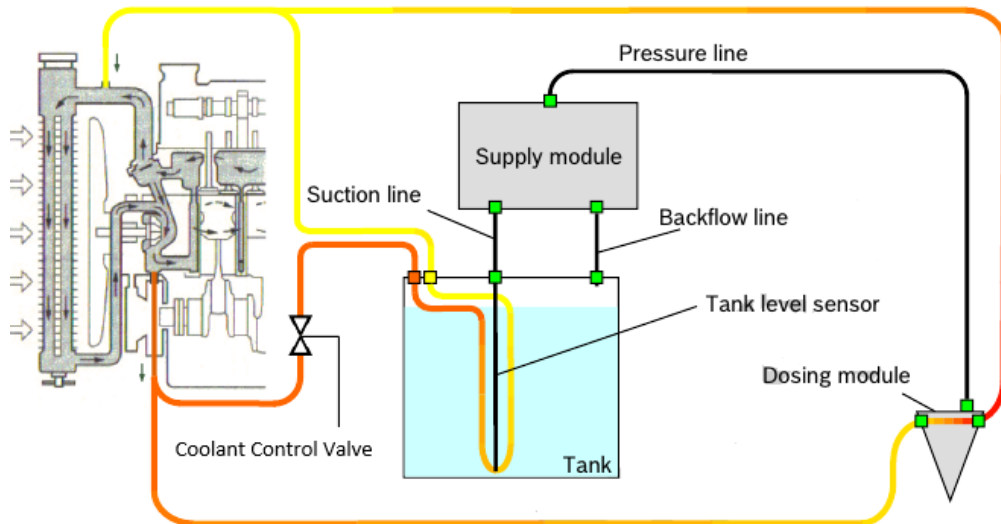 Pressure line
Supply module
Suction line
Backflow line
Tank level sensor
Dosing module
Coolant Control Valve
Tank